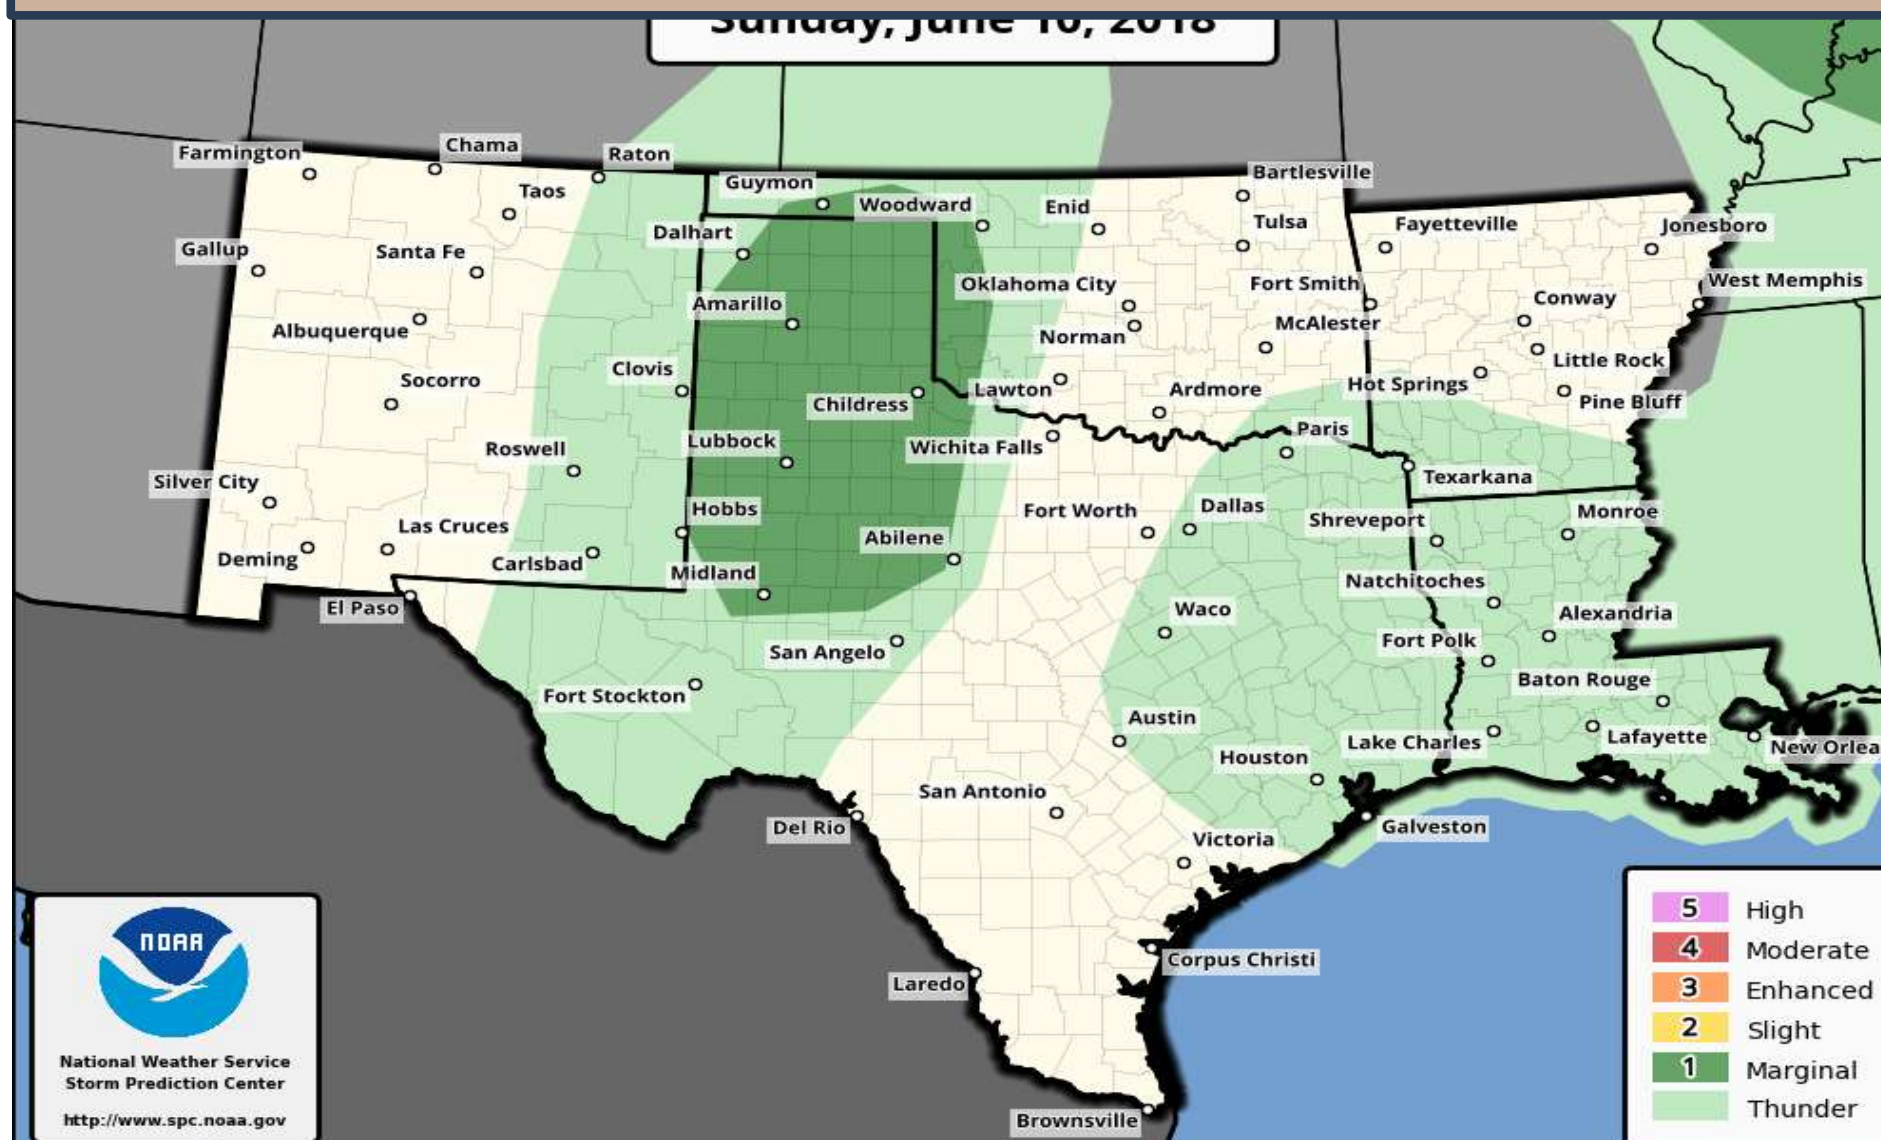 Sunday, June 10, 2018
Farmington
Chama
Raton
Taos
Guymon
Woodward
Enid
Bartlesville
Tulsa
Fayetteville
Jonesboro
Gallup
Santa Fe
Dalhart
Amarillo
Oklahoma City
Fort Smith
Conway
West Memphis
Albuquerque
Norman
McAlester
Little Rock
Socorro
Clovis
Childress
Lawton
Ardmore
Hot Springs
Pine Bluff
Roswell
Lubbock
Wichita Falls
Paris
Texarkana
Silver City
Las Cruces
Hobbs
Abilene
Fort Worth
Dallas
Shreveport
Monroe
Deming
Carlsbad
Midland
Natchitoches
El Paso
Waco
Alexandria
San Angelo
Fort Polk
Fort Stockton
Baton Rouge
Austin
Houston
Lake Charles
Lafayette
New Orlea
San Antonio
Del Rio
Galveston
Victoria
Laredo
Corpus Christi
Brownsville
NOAA
National Weather Service
Storm Prediction Center
http://www.spc.noaa.gov
5 High
4 Moderate
3 Enhanced
2 Slight
1 Marginal
Thunder